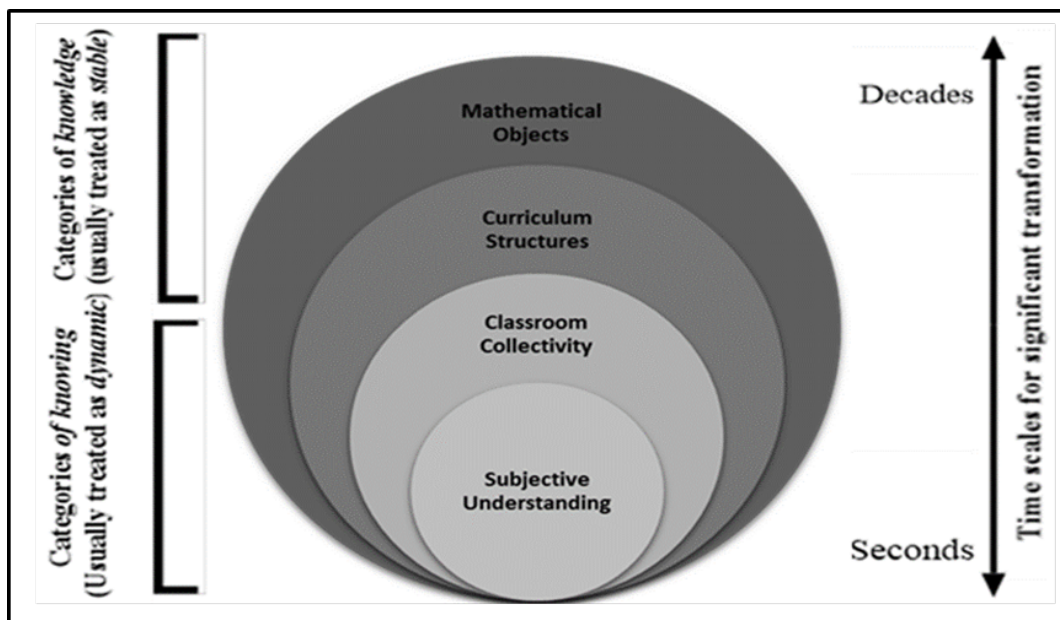 Categories of knowledge
(usually treated as stable)
Categories of knowing
(Usually treated as dynamic)
Mathematical
Objects
Curriculum
Structures
Classroom
Collectivity
Subjective
Understanding
Decades
Seconds
Time scales for significant transformation